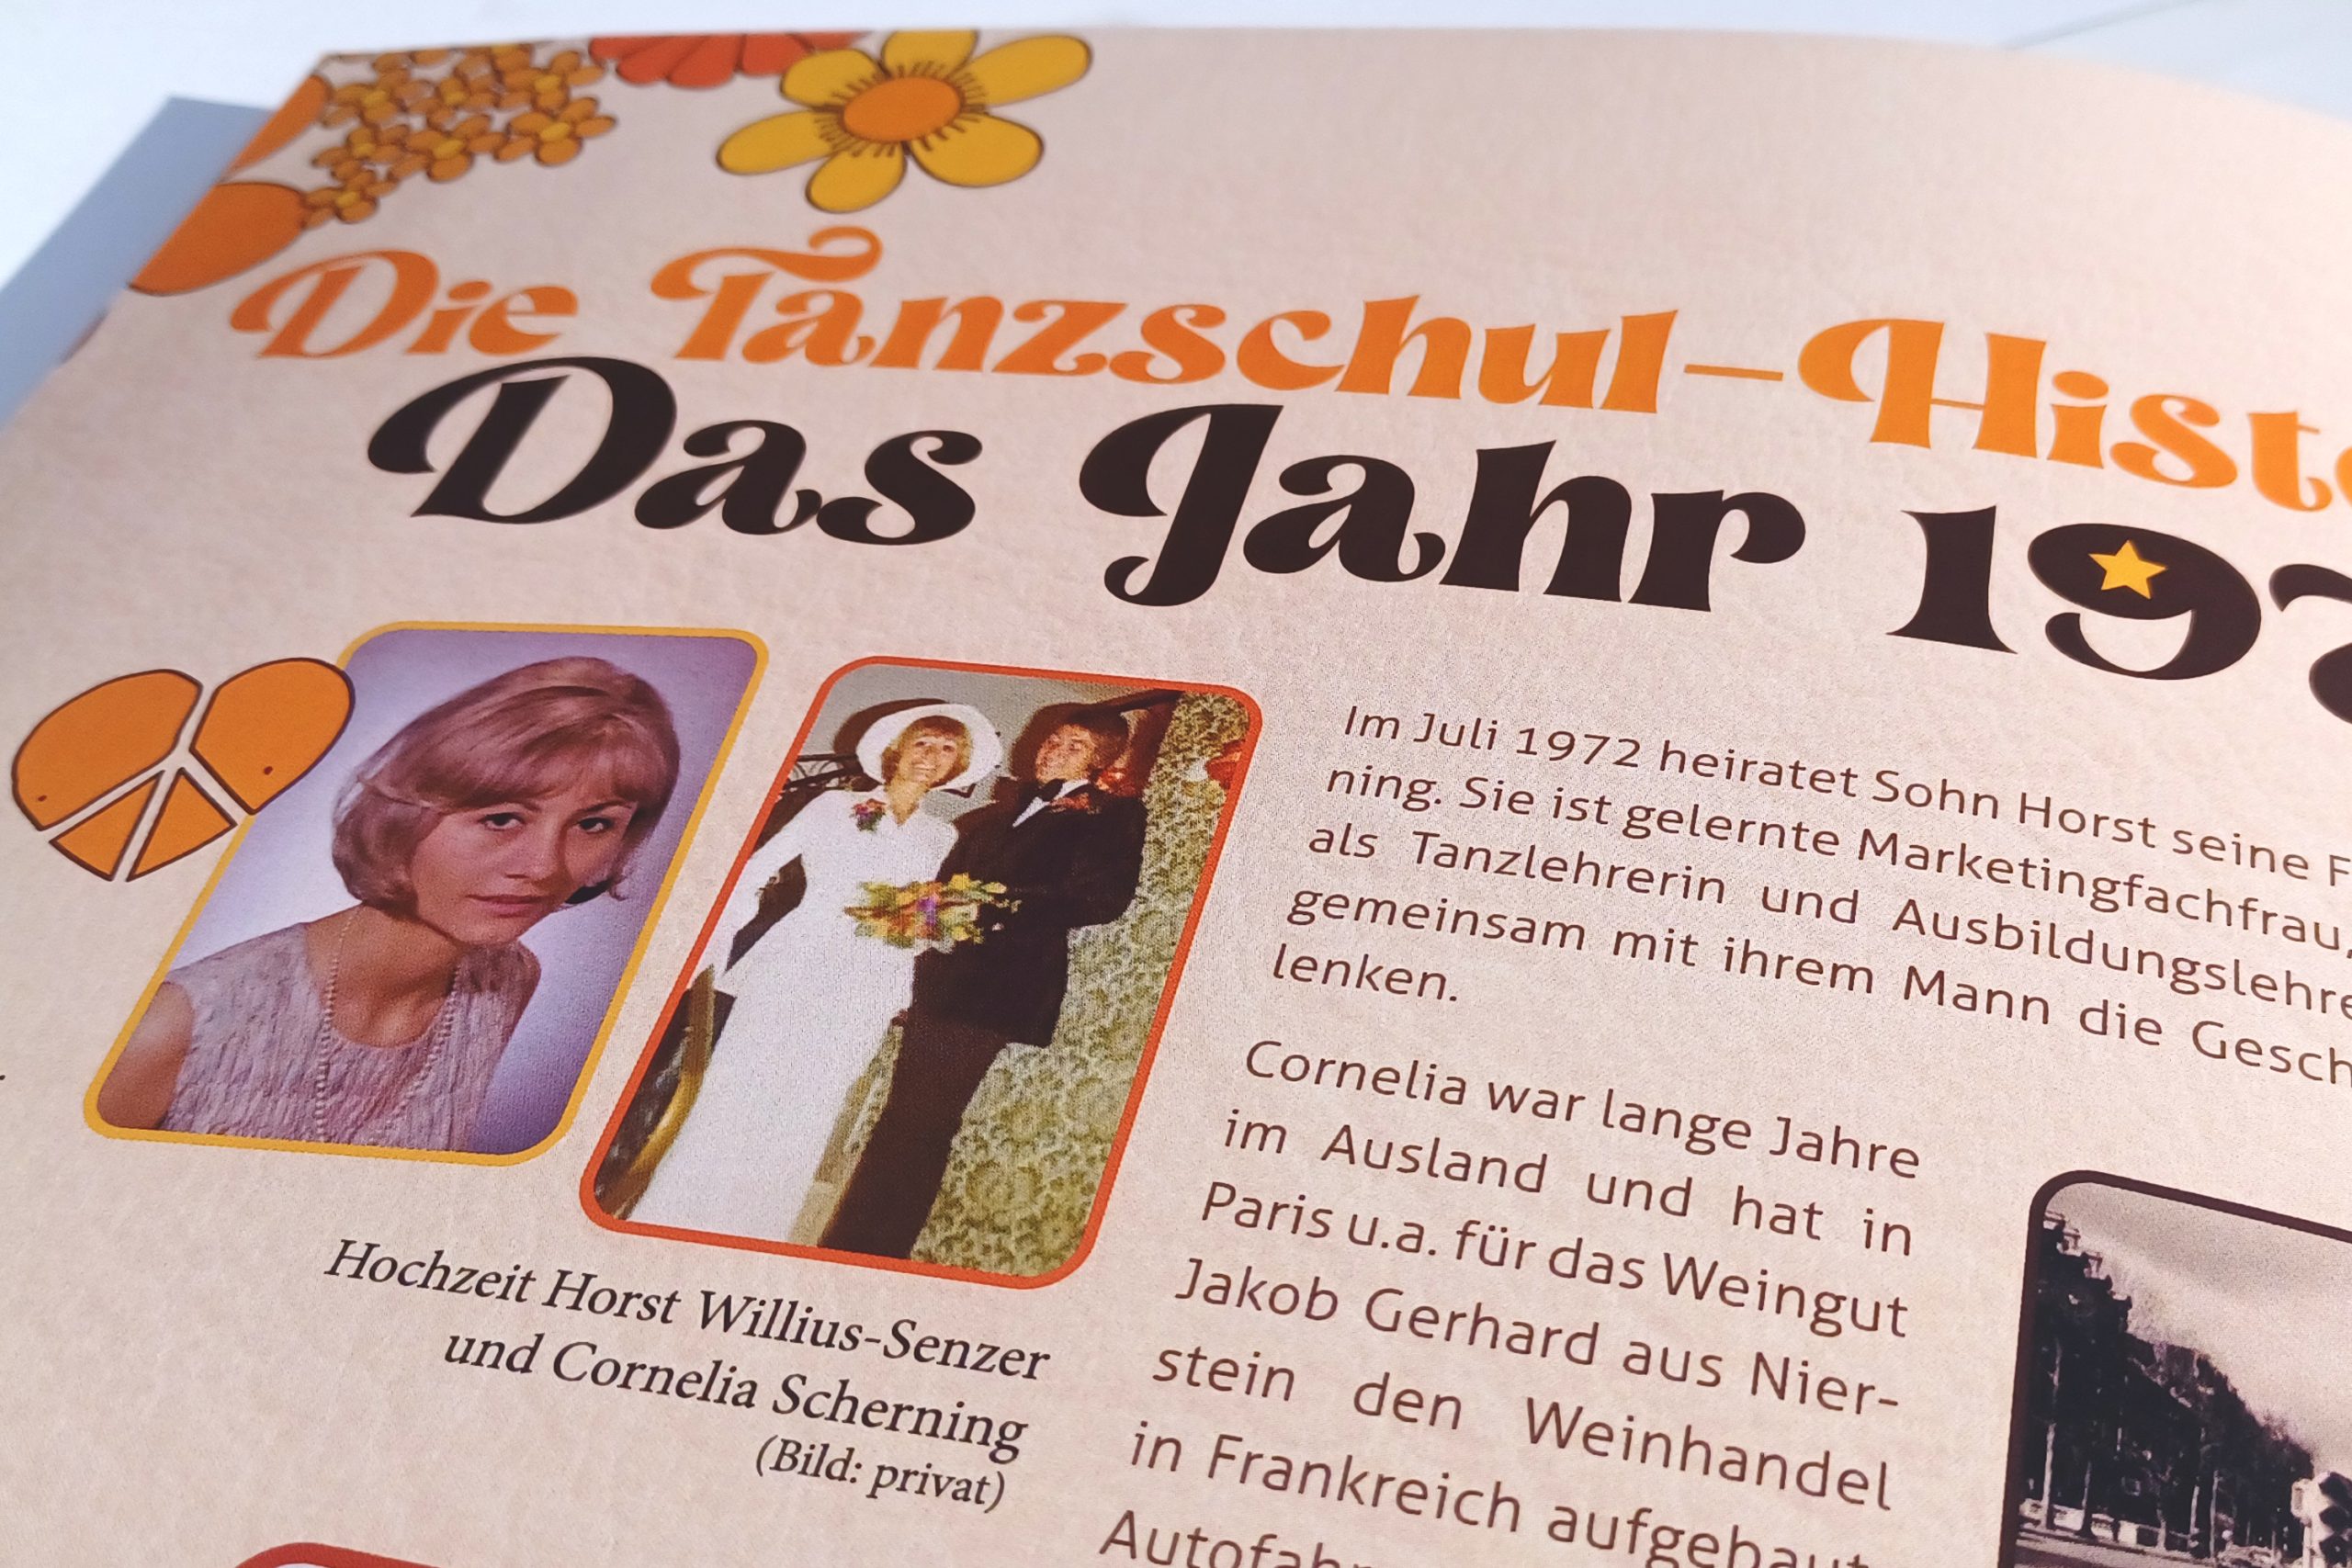 Die Tanzschul-Histo
Das Jahr 197
Im Juli 1972 heiratet Sohn Horst seine F
ning. Sie ist gelernte Marketingfachfrau,
als Tanzlehrerin und Ausbildungslehre
gemeinsam mit ihrem Mann die Gesch
lenken.
Cornelia war lange Jahre
im Ausland und hat in
Paris u.a. für das Weingut
Jakob Gerhard aus Nier-
stein den Weinhandel
in Frankreich aufgebaut
Autofahr
Hochzeit Horst Willius-Senzer
und Cornelia Scherning
(Bild: privat)